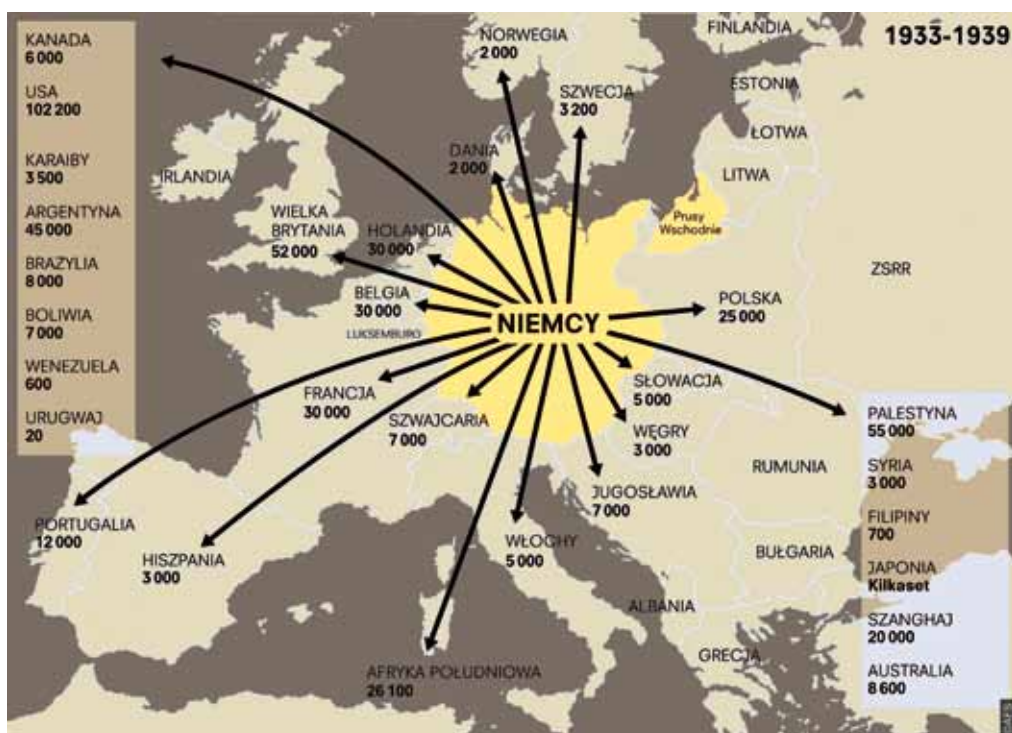 1933-1939
KANADA
6 000
USA
102 200
KARAIBY
3 500
ARGENTYNA
45 000
BRAZYLIA
8 000
BOLIWIA
7 000
WENEZUELA
600
URUGWAJ
20
NORWEGIA
2 000
FINLANDIA
SZWECJA
3 200
ESTONIA
ŁOTWA
LITWA
DANIA
2 000
IRLANDIA
WIELKA
BRYTANIA
52 000
HOLANDIA
30 000
Prusy
Wschodnie
ZSRR
BELGIA
30 000
LUKSEMBURG
NIEMCY
POLSKA
25 000
FRANCJA
30 000
SZWAJCARIA
7 000
SŁOWACJA
5 000
WĘGRY
3 000
RUMUNIA
JUGOSŁAWIA
7 000
PORTUGALIA
12 000
HISZPANIA
3 000
WŁOCHY
5 000
BUŁGARIA
ALBANIA
GRECJA
AFRYKA POŁUDNIOWA
26 100
PALESTYNA
55 000
SYRIA
3 000
FILIPINY
700
JAPONIA
Kilkaset
SZANGHAJ
20 000
AUSTRALIA
8 600